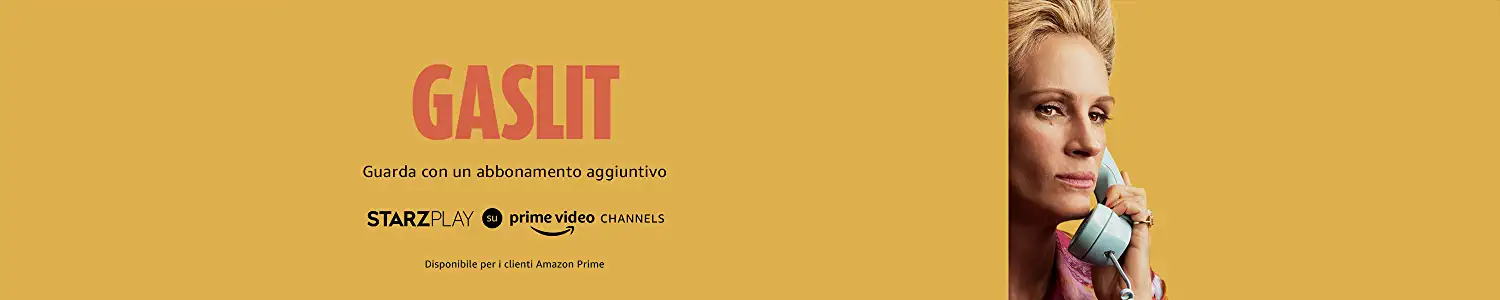 GASLIT
Guarda con un abbonamento aggiuntivo
STARZPLAY su prime video CHANNELS
Disponibile per i clienti Amazon Prime